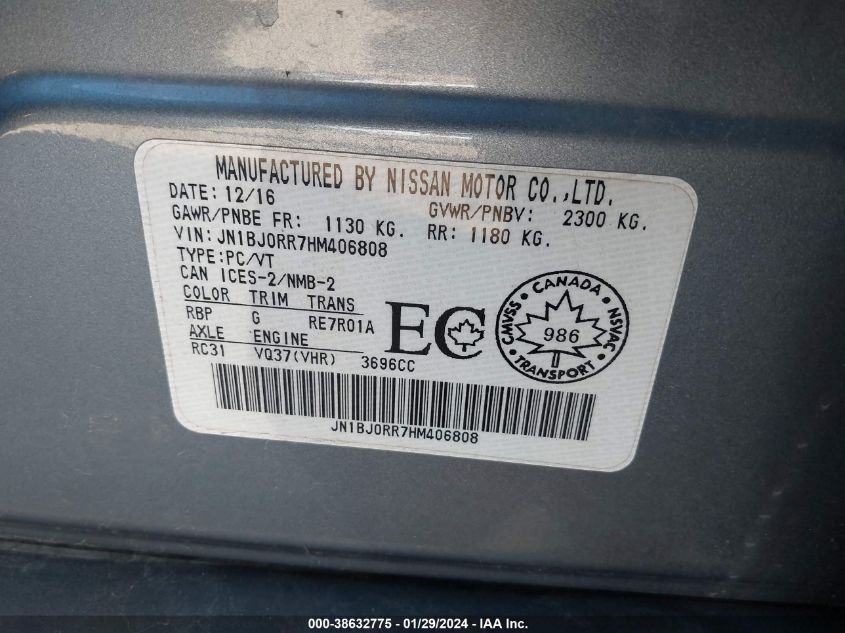 MANUFACTURED BY NISSAN MOTOR CO.,LTD.
DATE: 12/16 GVWR/PNBV: 2300 KG.
GAWR/PNBE FR: 1130 KG. RR: 1180 KG.
VIN: JN1BJ0RR7HM406808
TYPE: PC/VT
CAN ICES-2/NMB-2
COLOR TRIM TRANS
RBP G RE7R01A
AXLE ENGINE
RC31 VQ37(VHR) 3696CC
EC
CANADA
CMVSS 986 NSVAC
TRANSPORT
JN1BJ0RR7HM406808
000-38632775 - 01/29/2024 - IAA Inc.